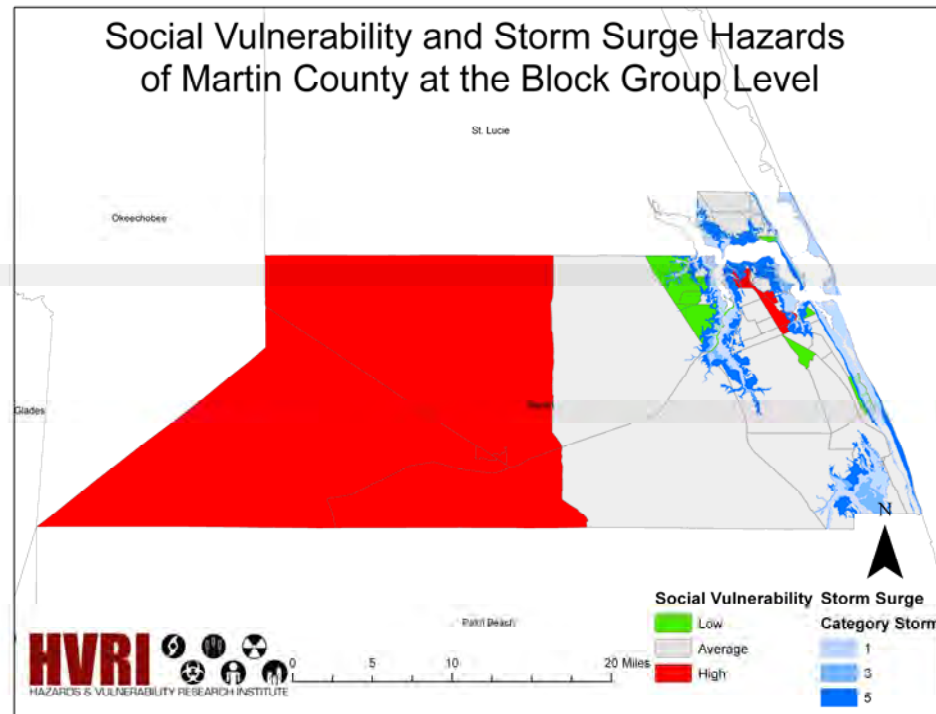 Social Vulnerability and Storm Surge Hazards
of Martin County at the Block Group Level
St. Lucie
Okeechobee
Glades
Palm Beach
N
Social Vulnerability
Low
Average
High
Storm Surge
Category Storm
1
3
5
0 5 10 20 Miles
HVRI
HAZARDS & VULNERABILITY RESEARCH INSTITUTE